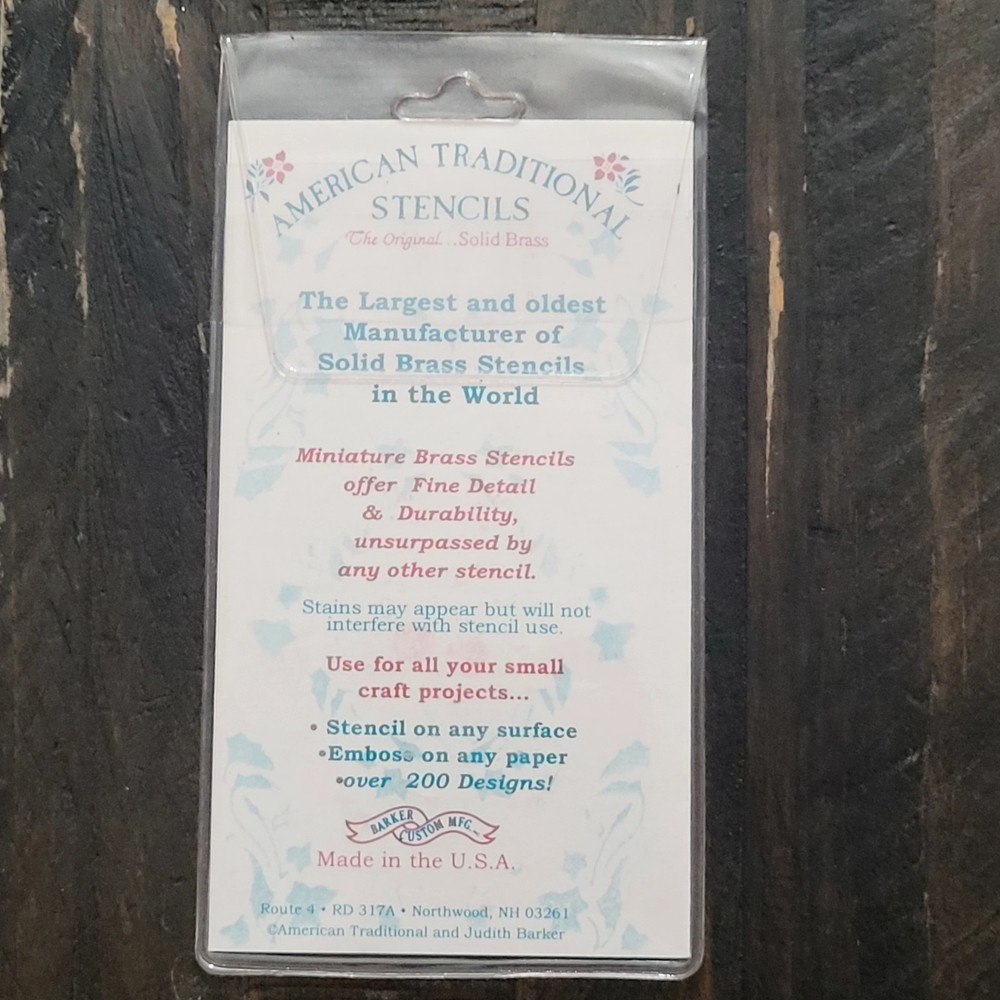 AMERICAN TRADITIONAL
STENCILS
The Original...Solid Brass
The Largest and oldest
Manufacturer of
Solid Brass Stencils
in the World
Miniature Brass Stencils
offer Fine Detail
& Durability,
unsurpassed by
any other stencil.
Stains may appear but will not
interfere with stencil use.
Use for all your small
craft projects...
• Stencil on any surface
•Emboss on any paper
•over 200 Designs!
BARKER
CUSTOM MFG.
Made in the U.S.A.
Route 4 • RD 317A • Northwood, NH 03261
©American Traditional and Judith Barker